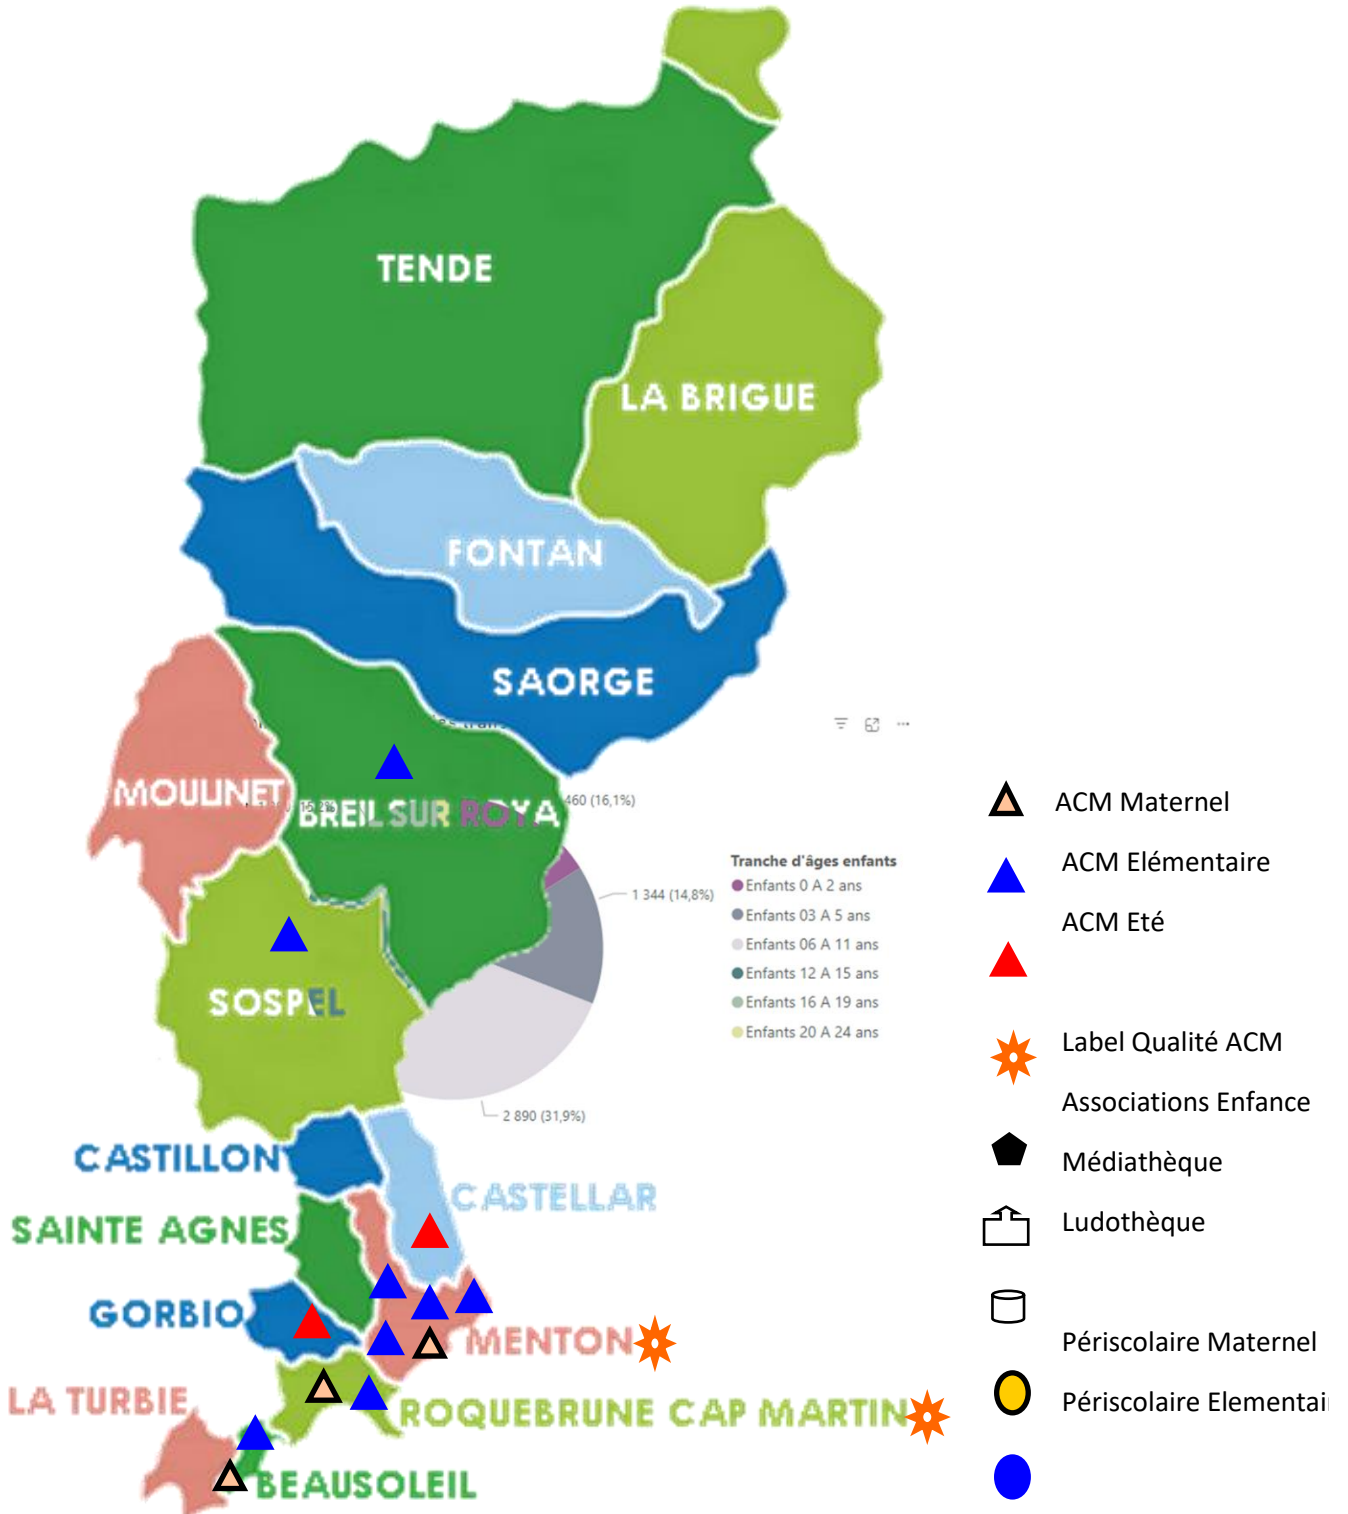 TENDE
LA BRIGUE
FONTAN
SAORGE
MOULINET
BREIL SUR ROYA
460 (16,1%)
Tranche d'âges enfants
Enfants 0 A 2 ans
1 344 (14,8%)
Enfants 03 A 5 ans
Enfants 06 A 11 ans
Enfants 12 A 15 ans
Enfants 16 A 19 ans
Enfants 20 A 24 ans
SOSPEL
2 890 (31,9%)
CASTILLON
CASTELLAR
SAINTE AGNES
GORBIO
MENTON
LA TURBIE
ROQUEBRUNE CAP MARTIN
BEAUSOLEIL
ACM Maternel
ACM Elémentaire
ACM Eté
Label Qualité ACM
Associations Enfance
Médiathèque
Ludothèque
Périscolaire Maternel
Périscolaire Elementai